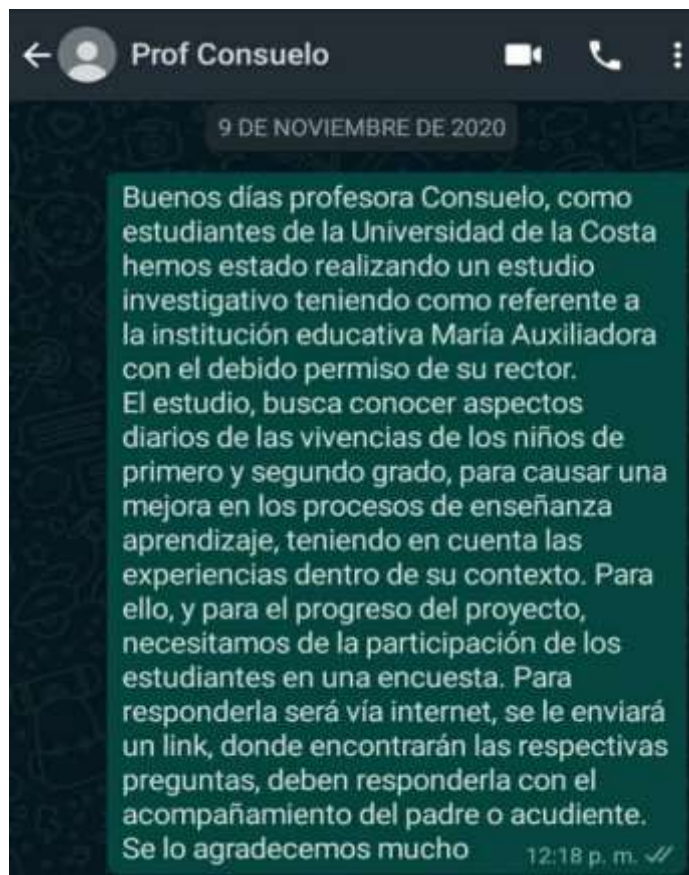 Prof Consuelo
9 DE NOVIEMBRE DE 2020
Buenos días profesora Consuelo, como
estudiantes de la Universidad de la Costa
hemos estado realizando un estudio
investigativo teniendo como referente a
la institución educativa María Auxiliadora
con el debido permiso de su rector.
El estudio, busca conocer aspectos
diarios de las vivencias de los niños de
primero y segundo grado, para causar una
mejora en los procesos de enseñanza
aprendizaje, teniendo en cuenta las
experiencias dentro de su contexto. Para
ello, y para el progreso del proyecto,
necesitamos de la participación de los
estudiantes en una encuesta. Para
responderla será vía internet, se le enviará
un link, donde encontrarán las respectivas
preguntas, deben responderla con el
acompañamiento del padre o acudiente.
Se lo agradecemos mucho 12:18 p. m.